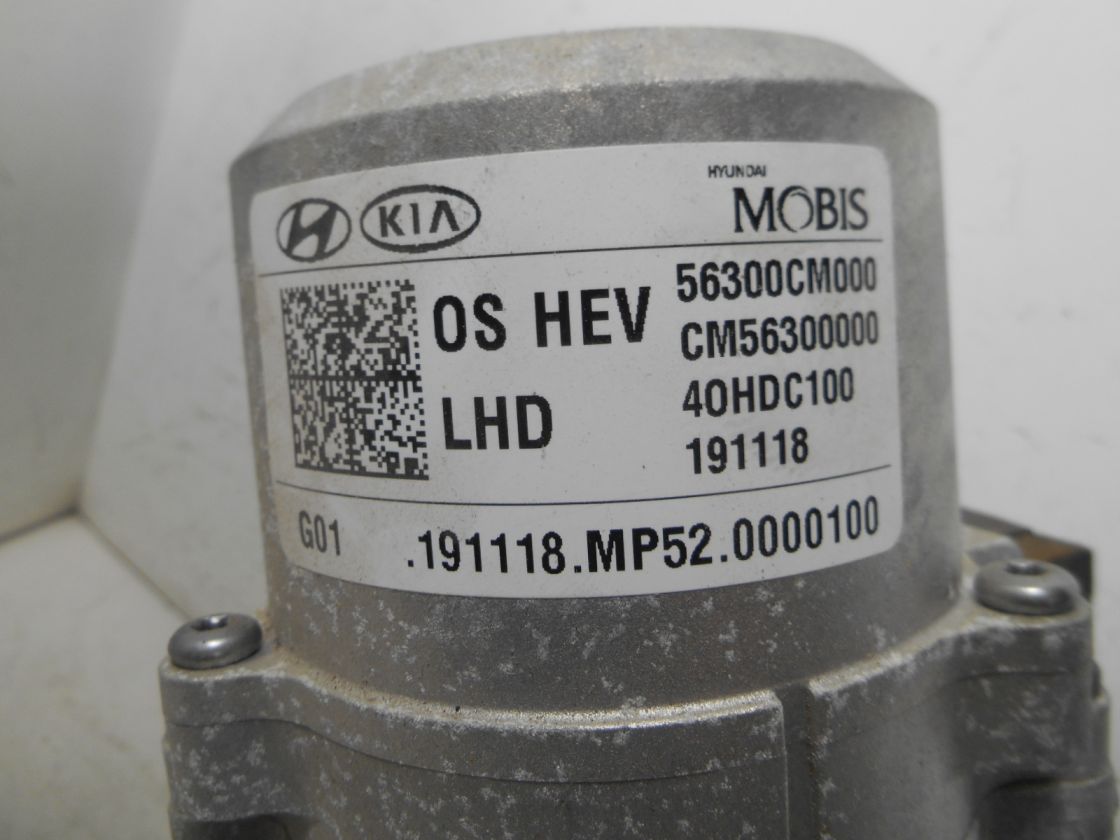 H KIA
HYUNDAI
MOBIS
OS HEV
LHD
56300CM000
CM56300000
40HDC100
191118
G01 .191118.MP52.0000100